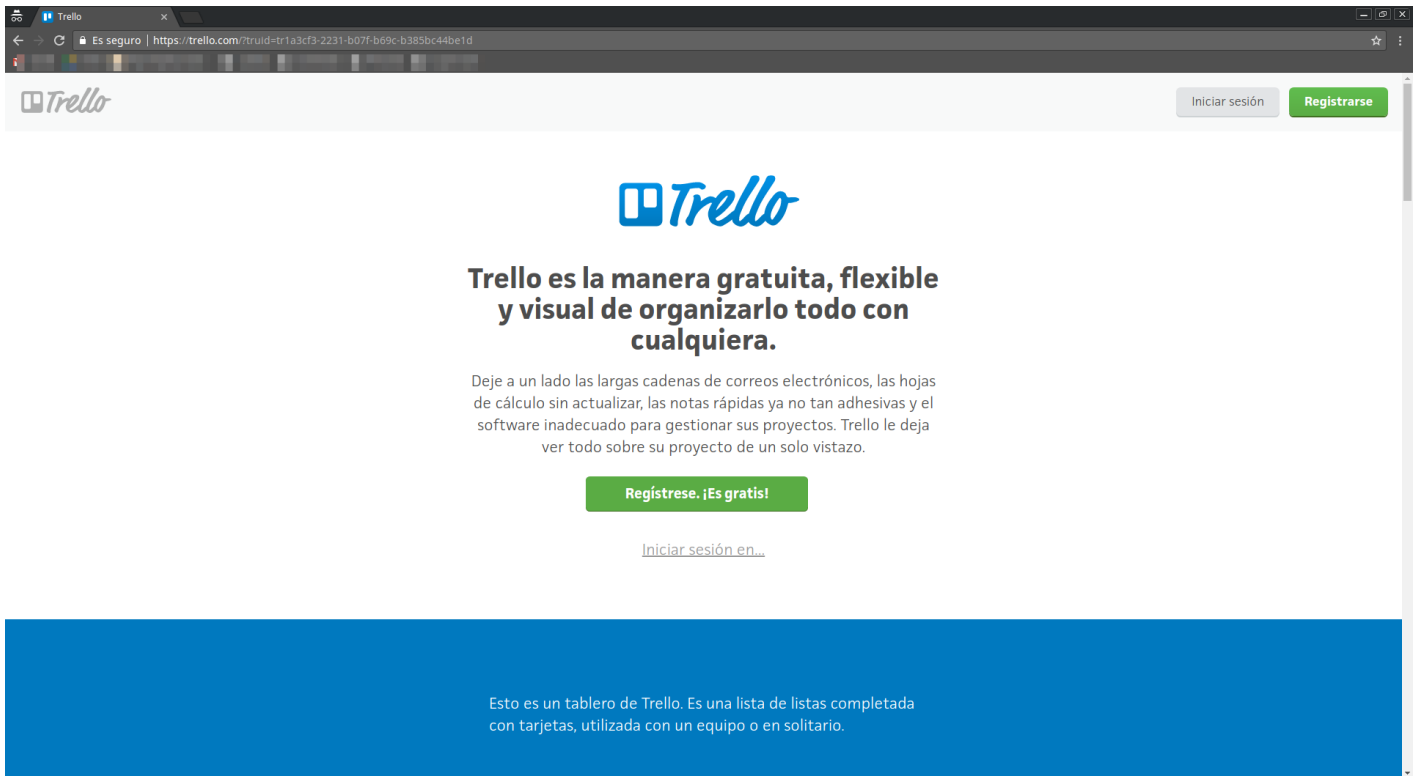 Trello
Es seguro | https://trello.com/?truid=tr1a3cf3-2231-b07f-b69c-b385bc44be1d
Trello
Iniciar sesión
Registrarse
Trello
Trello es la manera gratuita, flexible
y visual de organizarlo todo con
cualquiera.
Deje a un lado las largas cadenas de correos electrónicos, las hojas
de cálculo sin actualizar, las notas rápidas ya no tan adhesivas y el
software inadecuado para gestionar sus proyectos. Trello le deja
ver todo sobre su proyecto de un solo vistazo.
Regístrese. ¡Es gratis!
Iniciar sesión en...
Esto es un tablero de Trello. Es una lista de listas completada
con tarjetas, utilizada con un equipo o en solitario.